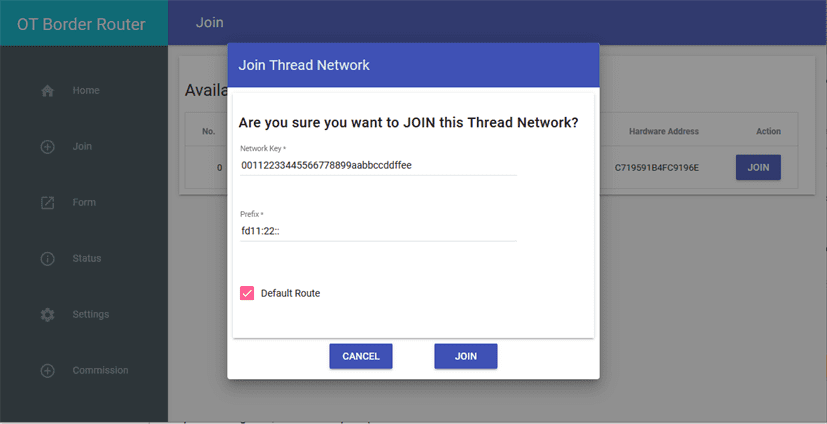 OT Border Router
Join
Join Thread Network
Home
Join
Form
Status
Settings
Commission
Availa
No.
Hardware Address
Action
0
C719591B4FC9196E
JOIN
Are you sure you want to JOIN this Thread Network?
Network Key *
00112233445566778899aabbccddffee
Prefix *
fd11:22::
Default Route
CANCEL
JOIN